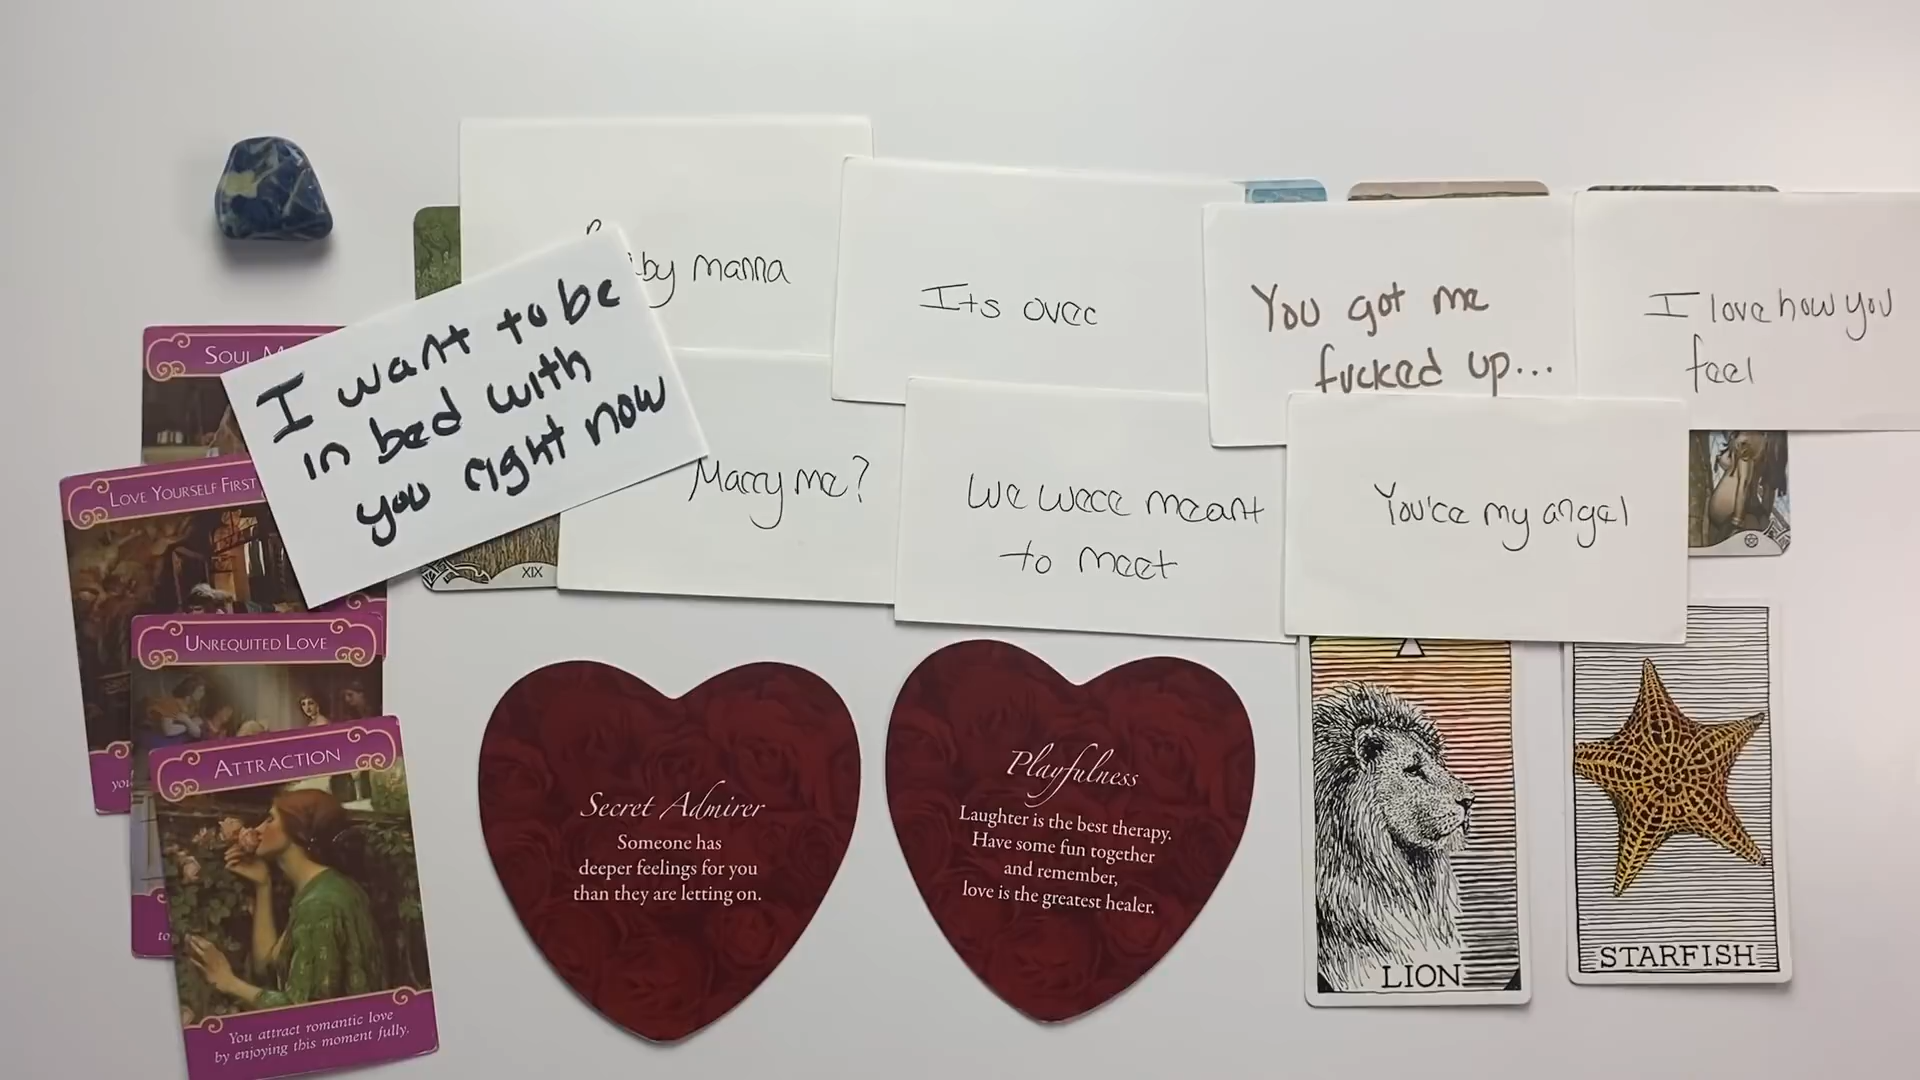 by mama
Its over
You got me
fucked up...
I love how you
feel
I want to be
in bed with
you right now
Marry me?
We were meant
to meet
You're my angel
SOUL
LOVE YOURSELF FIRST
XIX
UNREQUITED LOVE
ATTRACTION
You attract romantic love
by enjoying this moment fully.
Secret Admirer
Someone has
deeper feelings for you
than they are letting on.
Playfulness
Laughter is the best therapy.
Have some fun together
and remember,
love is the greatest healer.
LION
STARFISH